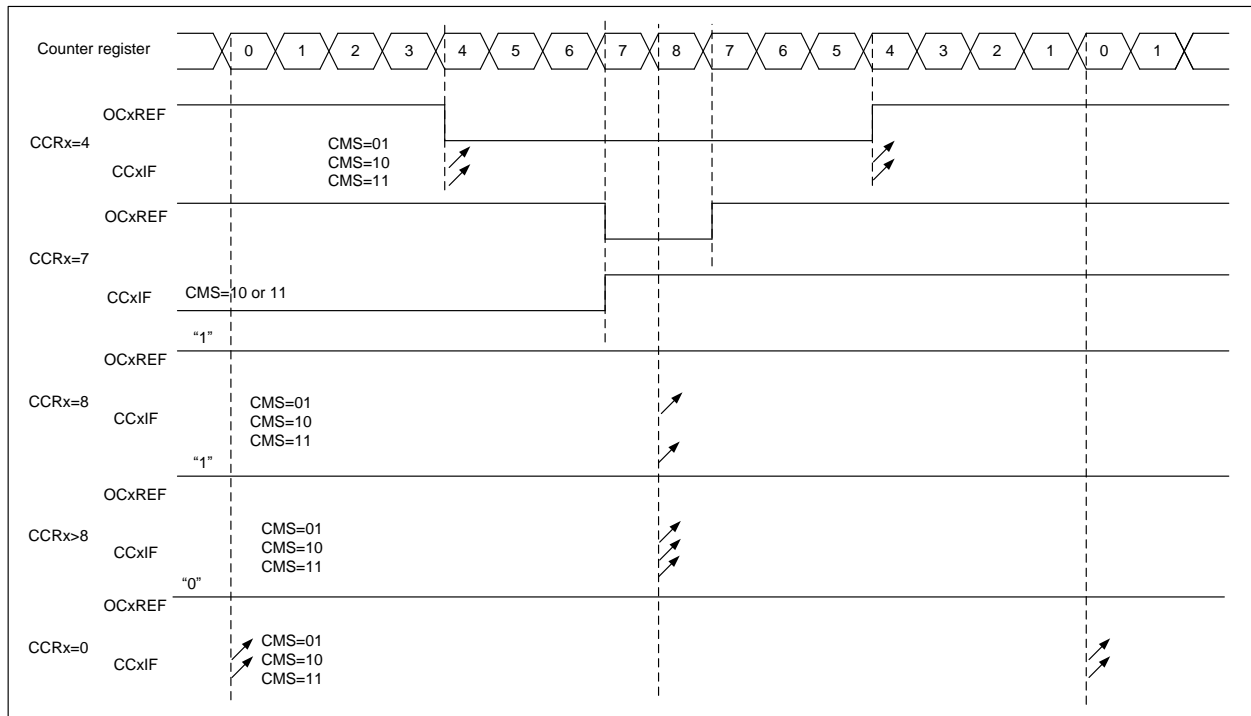 Counter register 0 1 2 3 4 5 6 7 8 7 6 5 4 3 2 1 0 1
OCxREF
CCRx=4
CMS=01
CCxIF
CMS=10
CMS=11
OCxREF
CCRx=7
CCxIF
CMS=10 or 11
“1”
OCxREF
CCRx=8
CCxIF
CMS=01
CMS=10
CMS=11
“1”
OCxREF
CCRx>8
CCxIF
CMS=01
CMS=10
CMS=11
“0”
OCxREF
CCRx=0
CCxIF
CMS=01
CMS=10
CMS=11